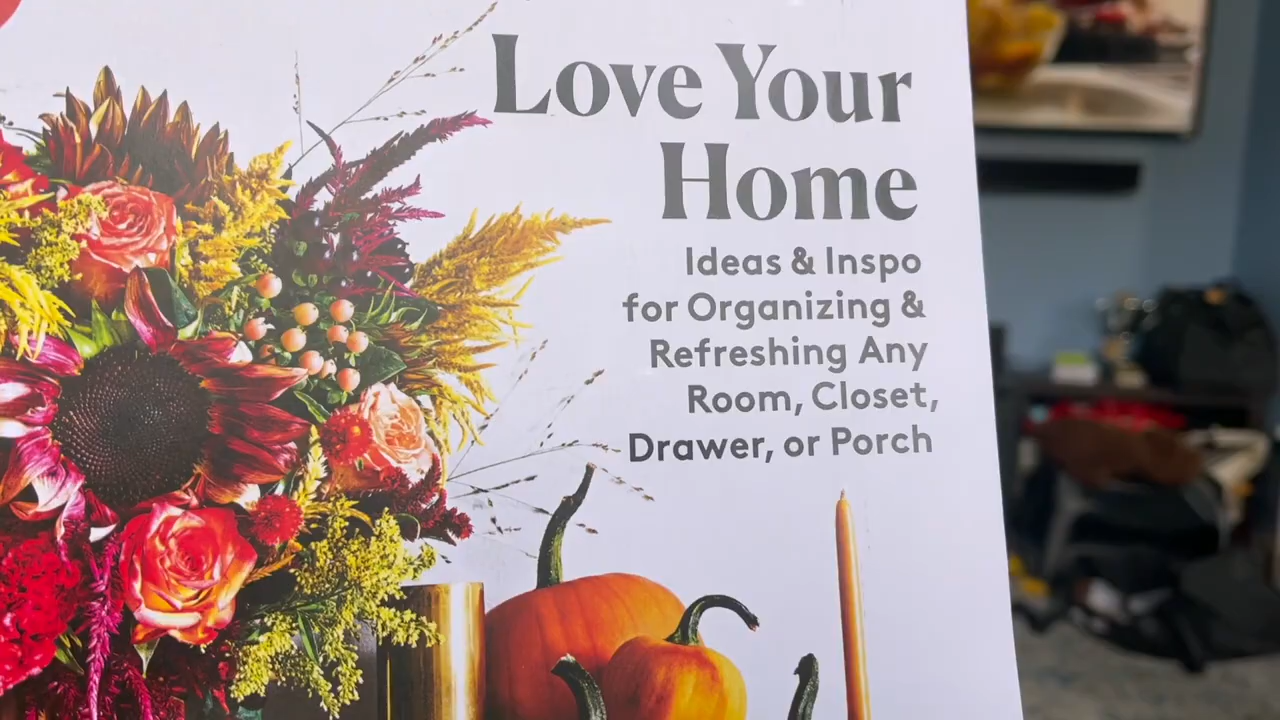 Love Your
Home
Ideas & Inspo
for Organizing &
Refreshing Any
Room, Closet,
Drawer, or Porch